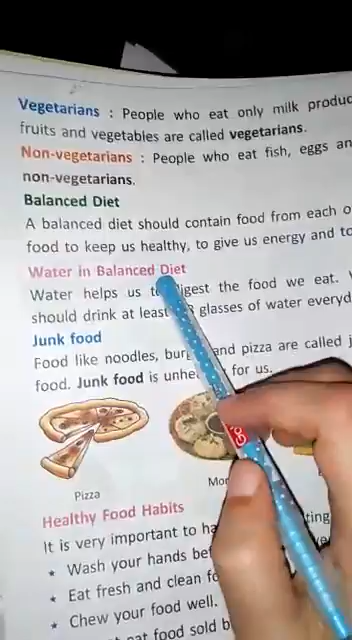 Vegetarians : People who eat only milk produc
fruits and vegetables are called vegetarians.
Non-vegetarians : People who eat fish, eggs an
non-vegetarians.
Balanced Diet
A balanced diet should contain food from each o
food to keep us healthy, to give us energy and to
Water in Balanced Diet
Water helps us to digest the food we eat.
should drink at least glasses of water everyd
Junk food
Food like noodles, and pizza are called j
food. Junk food is for us.
Pizza
Healthy Food Habits
It is very important to
Wash your hands
Eat fresh and clean
Chew your food well.
eat food sold